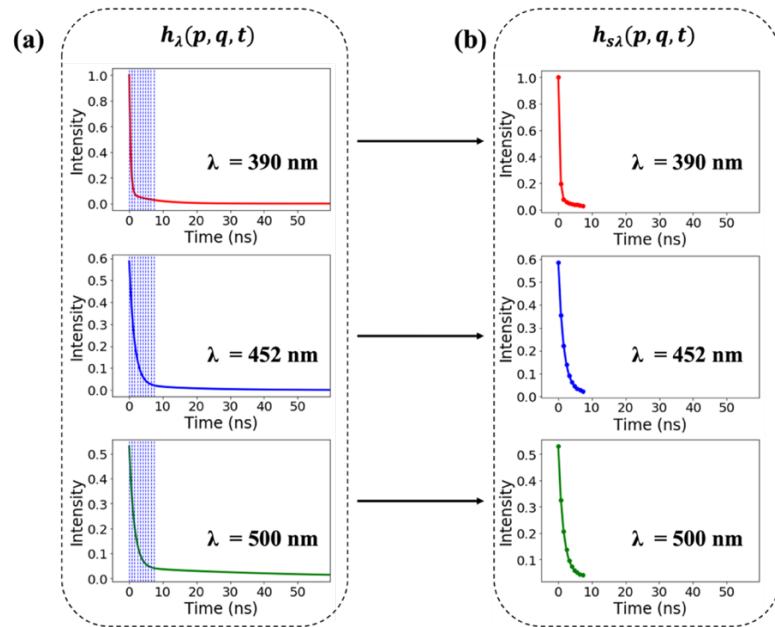 (a)
h_λ(p, q, t)
(b)
h_sλ(p, q, t)
1.0
0.8
0.6
0.4
0.2
0.0
Intensity
λ = 390 nm
0 10 20 30 40 50
Time (ns)
1.0
0.8
0.6
0.4
0.2
0.0
Intensity
λ = 390 nm
0 10 20 30 40 50
Time (ns)
0.6
0.5
0.4
0.3
0.2
0.1
0.0
Intensity
λ = 452 nm
0 10 20 30 40 50
Time (ns)
0.6
0.5
0.4
0.3
0.2
0.1
0.0
Intensity
λ = 452 nm
0 10 20 30 40 50
Time (ns)
0.5
0.4
0.3
0.2
0.1
0.0
Intensity
λ = 500 nm
0 10 20 30 40 50
Time (ns)
0.5
0.4
0.3
0.2
0.1
Intensity
λ = 500 nm
0 10 20 30 40 50
Time (ns)